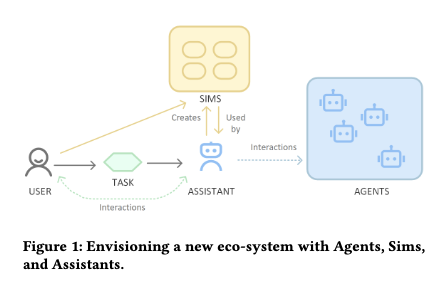 SIMS
Creates
Used
by
Interactions
USER
TASK
ASSISTANT
AGENTS
Interactions
Figure 1: Envisioning a new eco-system with Agents, Sims,
and Assistants.